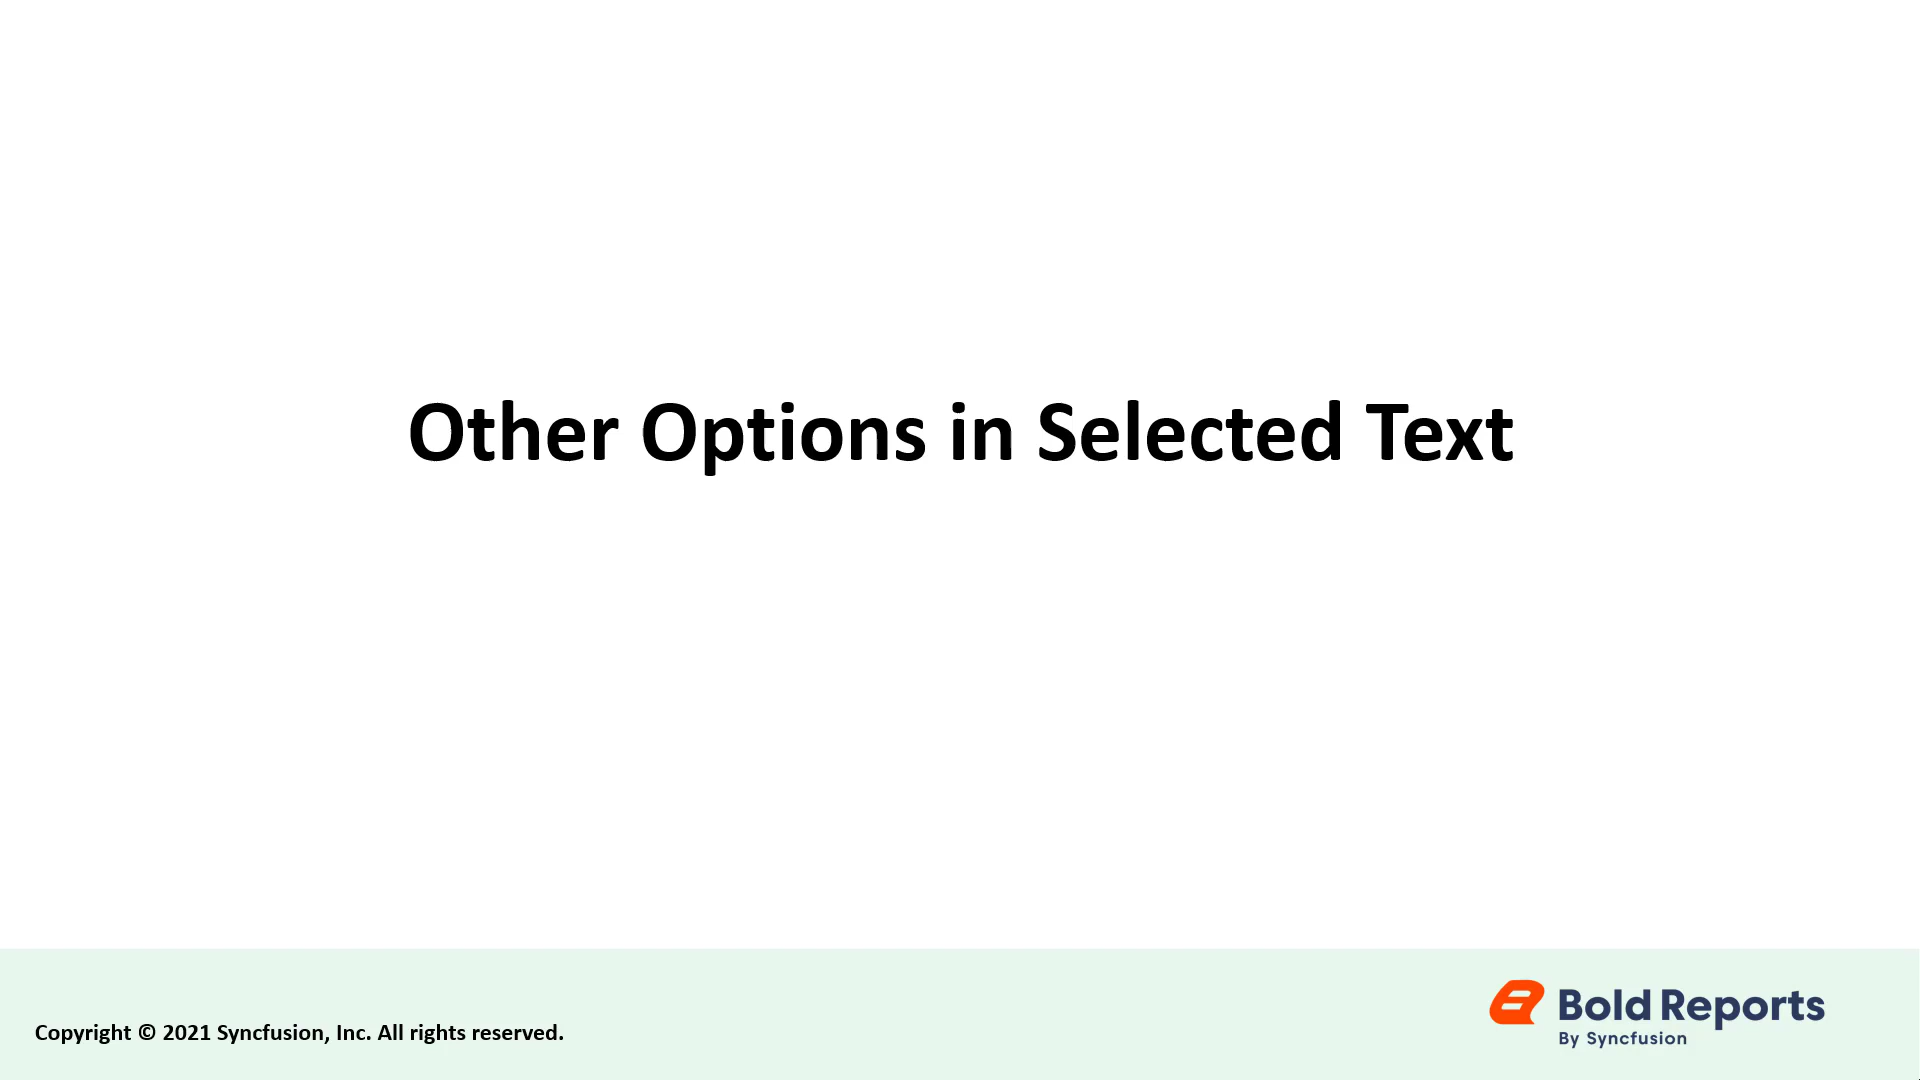 Other Options in Selected Text
Copyright © 2021 Syncfusion, Inc. All rights reserved.
Bold Reports
By Syncfusion